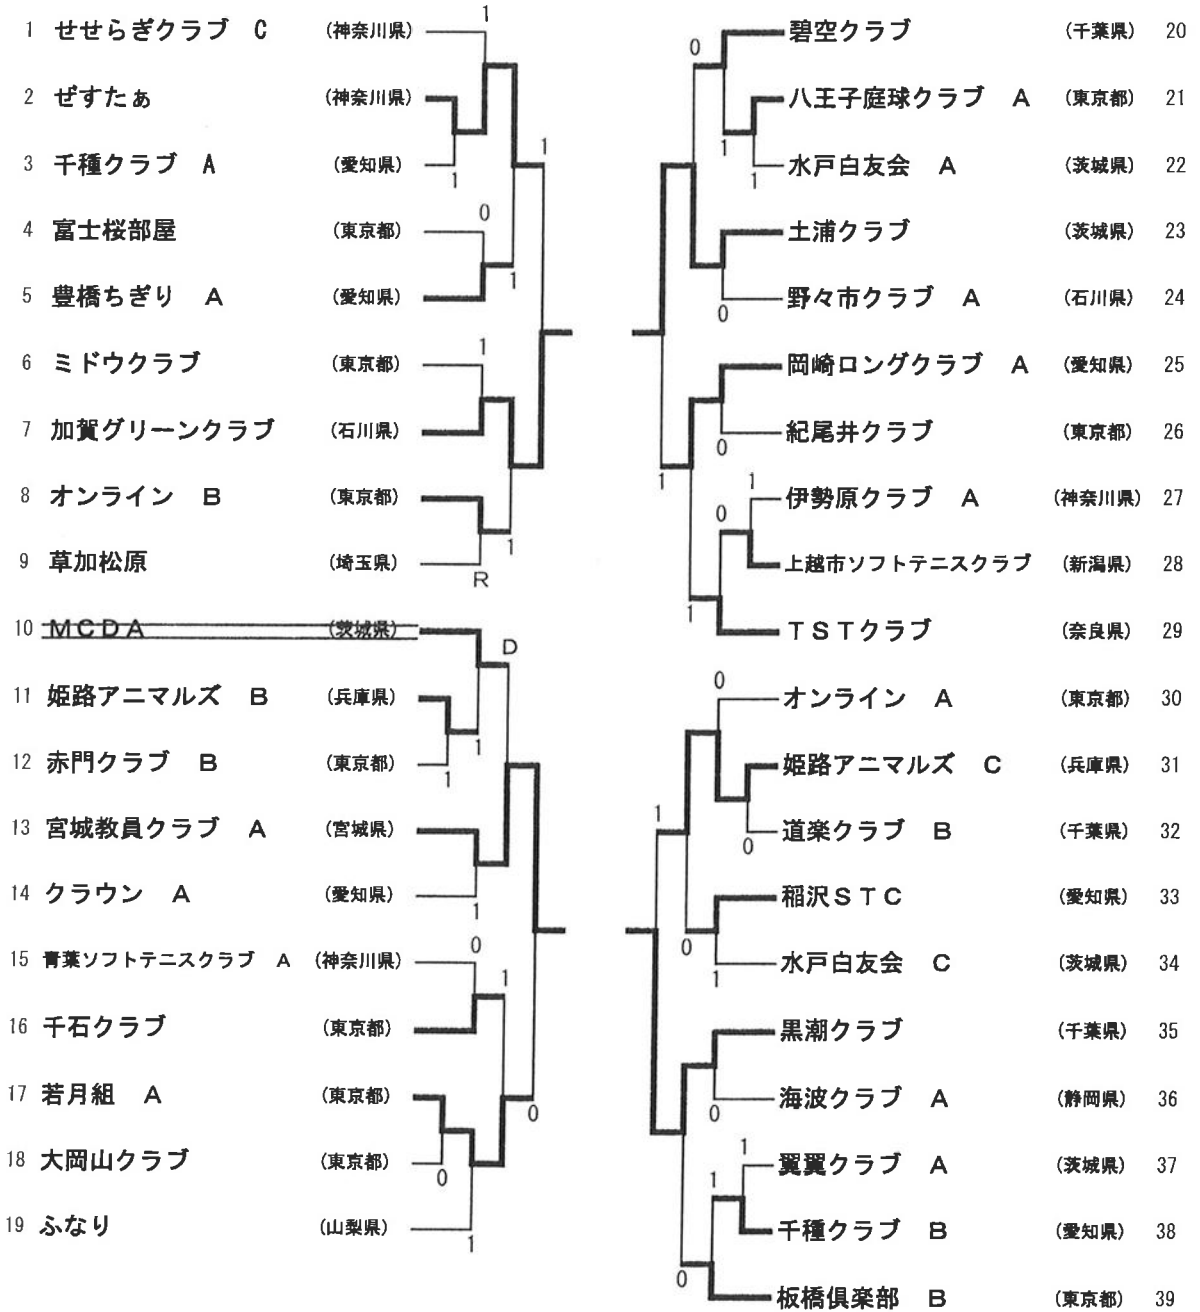 1 せせらぎクラブ C (神奈川県) 1
2 ぜすたぁ (神奈川県)
3 千種クラブ A (愛知県) 1
1
4 富士桜部屋 (東京都) 0
5 豊橋ちぎり A (愛知県) 1
6 ミドウクラブ (東京都) 1
7 加賀グリーンクラブ (石川県)
8 オンライン B (東京都) 1
9 草加松原 (埼玉県) R
10 MCDA (茨城県) D
11 姫路アニマルズ B (兵庫県) 1
12 赤門クラブ B (東京都) 1
13 宮城教員クラブ A (宮城県)
14 クラウン A (愛知県) 1
15 青葉ソフトテニスクラブ A (神奈川県) 0
1
16 千石クラブ (東京都)
17 若月組 A (東京都) 0
18 大岡山クラブ (東京都) 0
19 ふなり (山梨県) 1
0 碧空クラブ (千葉県) 20
八王子庭球クラブ A (東京都) 21
1 1 水戸白友会 A (茨城県) 22
土浦クラブ (茨城県) 23
0 野々市クラブ A (石川県) 24
岡崎ロングクラブ A (愛知県) 25
0 紀尾井クラブ (東京都) 26
1 0 1 伊勢原クラブ A (神奈川県) 27
上越市ソフトテニスクラブ (新潟県) 28
1 TSTクラブ (奈良県) 29
0 オンライン A (東京都) 30
姫路アニマルズ C (兵庫県) 31
1 0 道楽クラブ B (千葉県) 32
稲沢STC (愛知県) 33
0 1 水戸白友会 C (茨城県) 34
黒潮クラブ (千葉県) 35
0 海波クラブ A (静岡県) 36
1 1 翼翼クラブ A (茨城県) 37
千種クラブ B (愛知県) 38
0 板橋倶楽部 B (東京都) 39